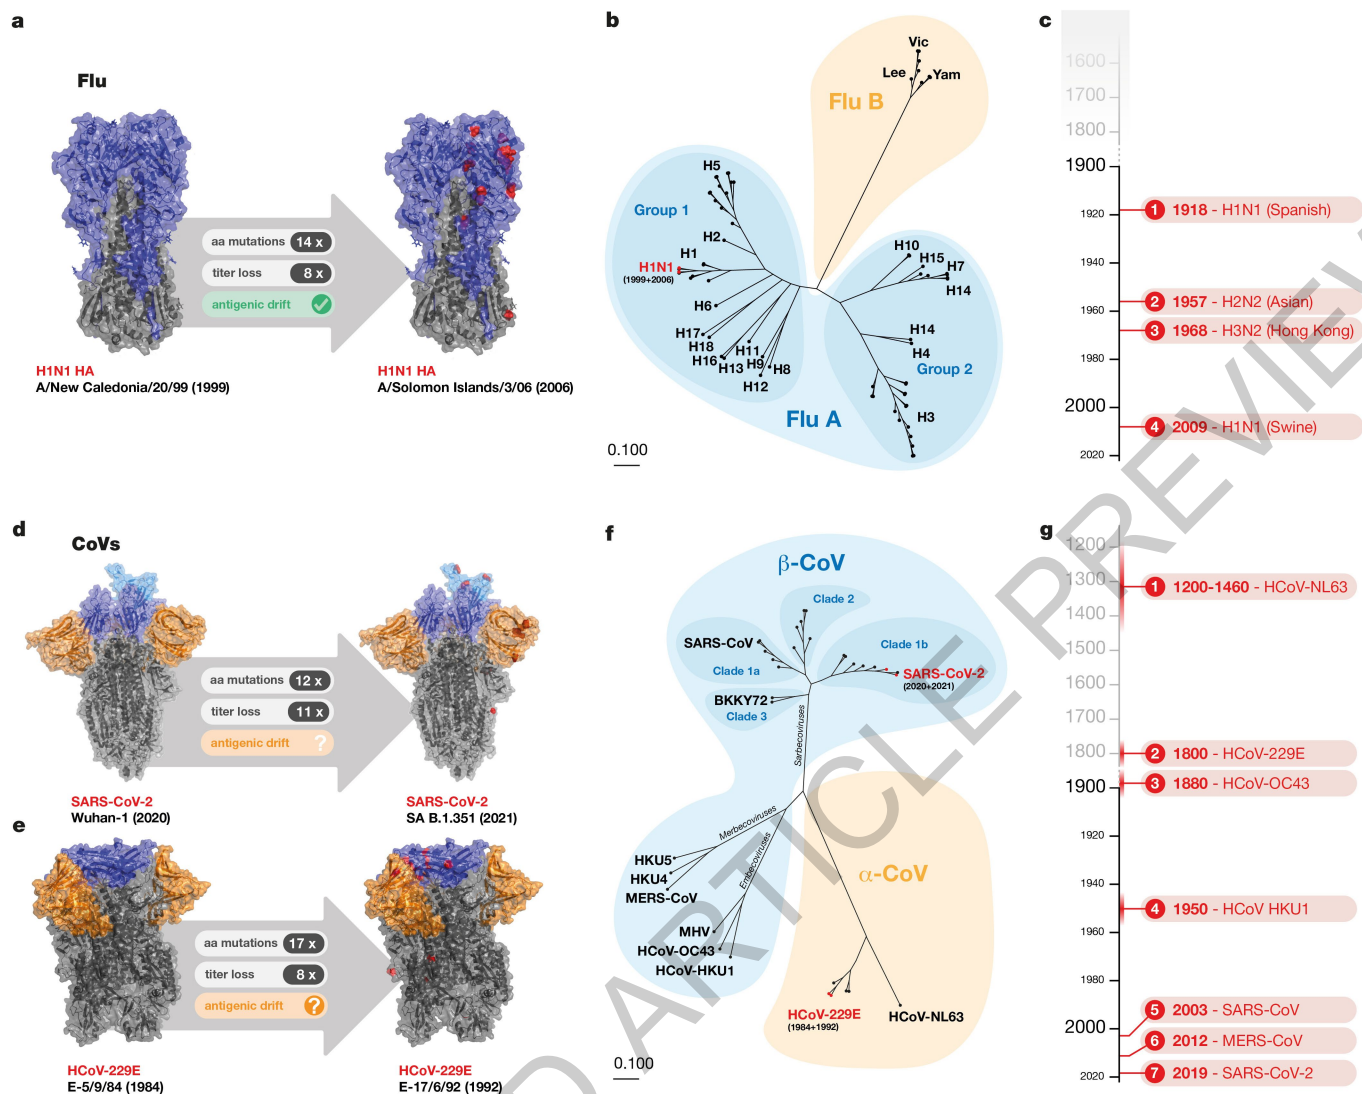 a
Flu
aa mutations 14 x
titer loss 8 x
antigenic drift
H1N1 HA
A/New Caledonia/20/99 (1999)
H1N1 HA
A/Solomon Islands/3/06 (2006)
b
Vic
Lee
Yam
Flu B
H5
Group 1
H2
H1
H1N1
(1999+2006)
H6
H17
H18
H16
H13
H11
H9
H8
H12
H10
H15
H7
H14
H14
H4
Group 2
H3
Flu A
0.100
c
1600
1700
1800
1900
1920
1940
1960
1980
2000
2020
1 1918 - H1N1 (Spanish)
2 1957 - H2N2 (Asian)
3 1968 - H3N2 (Hong Kong)
4 2009 - H1N1 (Swine)
d
CoVs
aa mutations 12 x
titer loss 11 x
antigenic drift ?
SARS-CoV-2
Wuhan-1 (2020)
SARS-CoV-2
SA B.1.351 (2021)
e
aa mutations 17 x
titer loss 8 x
antigenic drift ?
HCoV-229E
E-5/9/84 (1984)
HCoV-229E
E-17/6/92 (1992)
f
β-CoV
Clade 2
SARS-CoV
Clade 1b
Clade 1a
SARS-CoV-2
(2020+2021)
BKKY72
Clade 3
Sarbecoviruses
Merbecoviruses
Embecoviruses
HKU5
HKU4
MERS-CoV
MHV
HCoV-OC43
HCoV-HKU1
α-CoV
HCoV-229E
(1984+1992)
HCoV-NL63
0.100
g
1200
1300
1400
1500
1600
1700
1800
1900
1920
1940
1960
1980
2000
2020
1 1200-1460 - HCoV-NL63
2 1800 - HCoV-229E
3 1880 - HCoV-OC43
4 1950 - HCoV HKU1
5 2003 - SARS-CoV
6 2012 - MERS-CoV
7 2019 - SARS-CoV-2
D ARTICLE PREVIEW